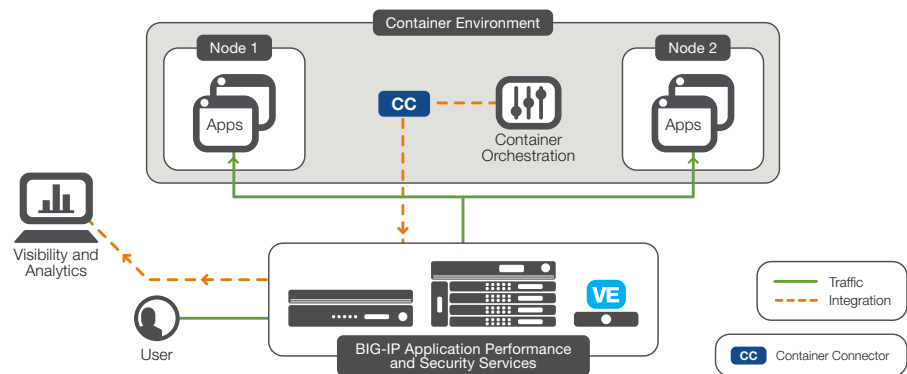 Container Environment
Node 1
Node 2
Apps
CC
Apps
Container
Orchestration
Visibility and
Analytics
VE
User
BIG-IP Application Performance
and Security Services
Traffic
Integration
CC Container Connector